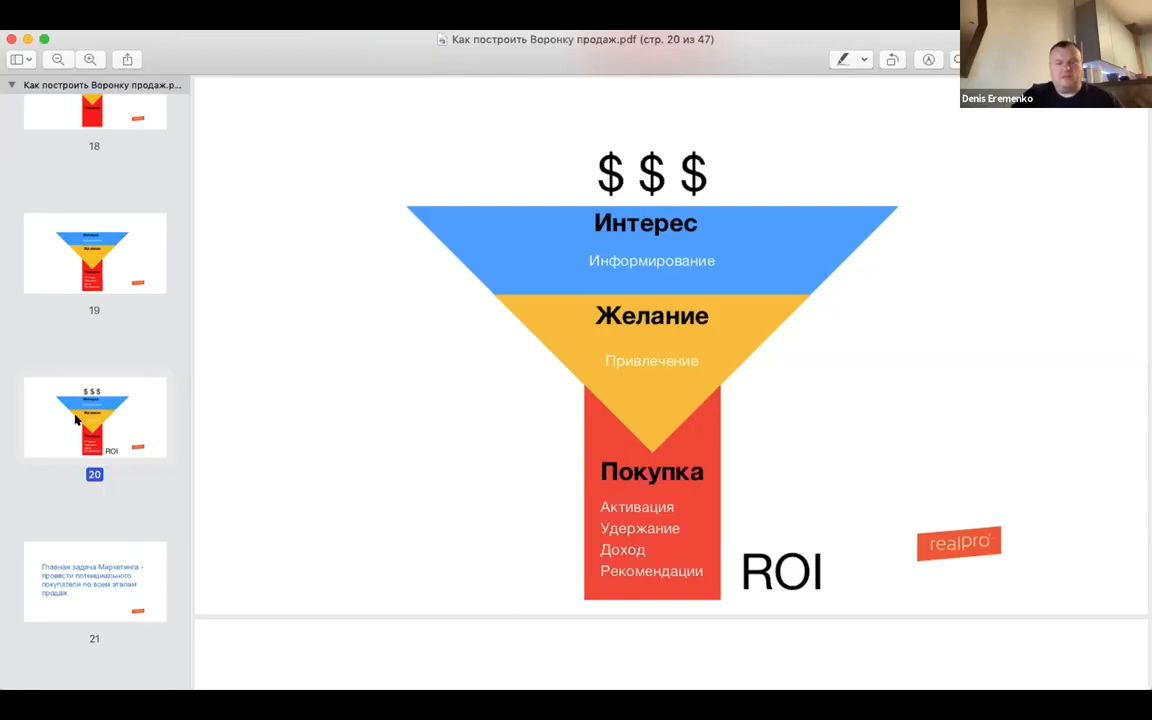 Как построить Воронку продаж.pdf (стр. 20 из 47)
Как построить Воронку продаж.p...
18
19
$ $ $
ROI
20
Главная задача Маркетинга -
провести потенциального
покупателя по всем этапам
продаж
21
$ $ $
Интерес
Информирование
Желание
Привлечение
Покупка
Активация
Удержание
Доход
Рекомендации
ROI
realpro
Denis Eremenko